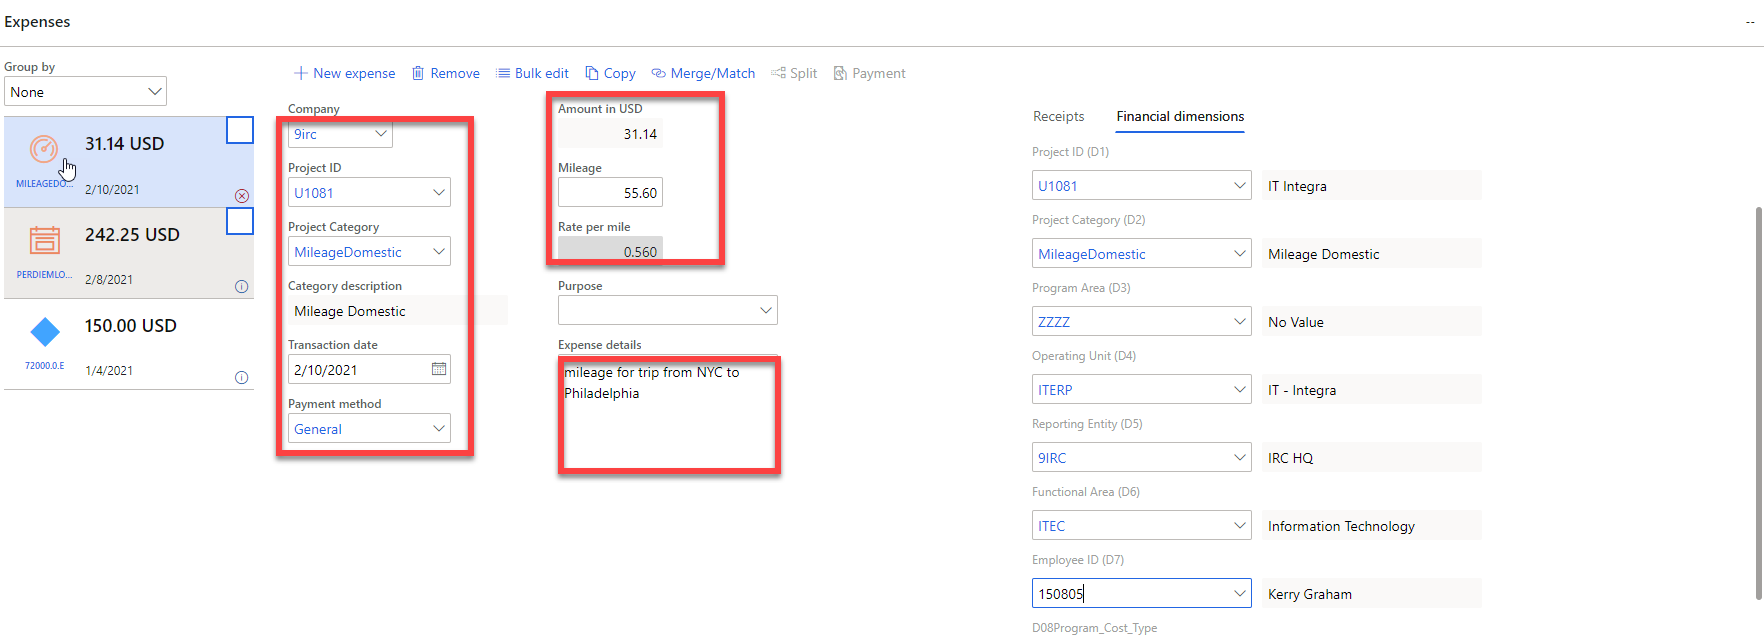 Expenses
--
Group by
None
31.14 USD
MILEAGEDO...
2/10/2021
242.25 USD
PERDIEMLO...
2/8/2021
150.00 USD
72000.0.E
1/4/2021
New expense
Remove
Bulk edit
Copy
Merge/Match
Split
Payment
Company
9irc
Project ID
U1081
Project Category
MileageDomestic
Category description
Mileage Domestic
Transaction date
2/10/2021
Payment method
General
Amount in USD
31.14
Mileage
55.60
Rate per mile
0.560
Purpose
Expense details
mileage for trip from NYC to
Philadelphia
Receipts
Financial dimensions
Project ID (D1)
U1081
IT Integra
Project Category (D2)
MileageDomestic
Mileage Domestic
Program Area (D3)
ZZZZ
No Value
Operating Unit (D4)
ITERP
IT - Integra
Reporting Entity (D5)
9IRC
IRC HQ
Functional Area (D6)
ITEC
Information Technology
Employee ID (D7)
150805
Kerry Graham
D08Program_Cost_Type